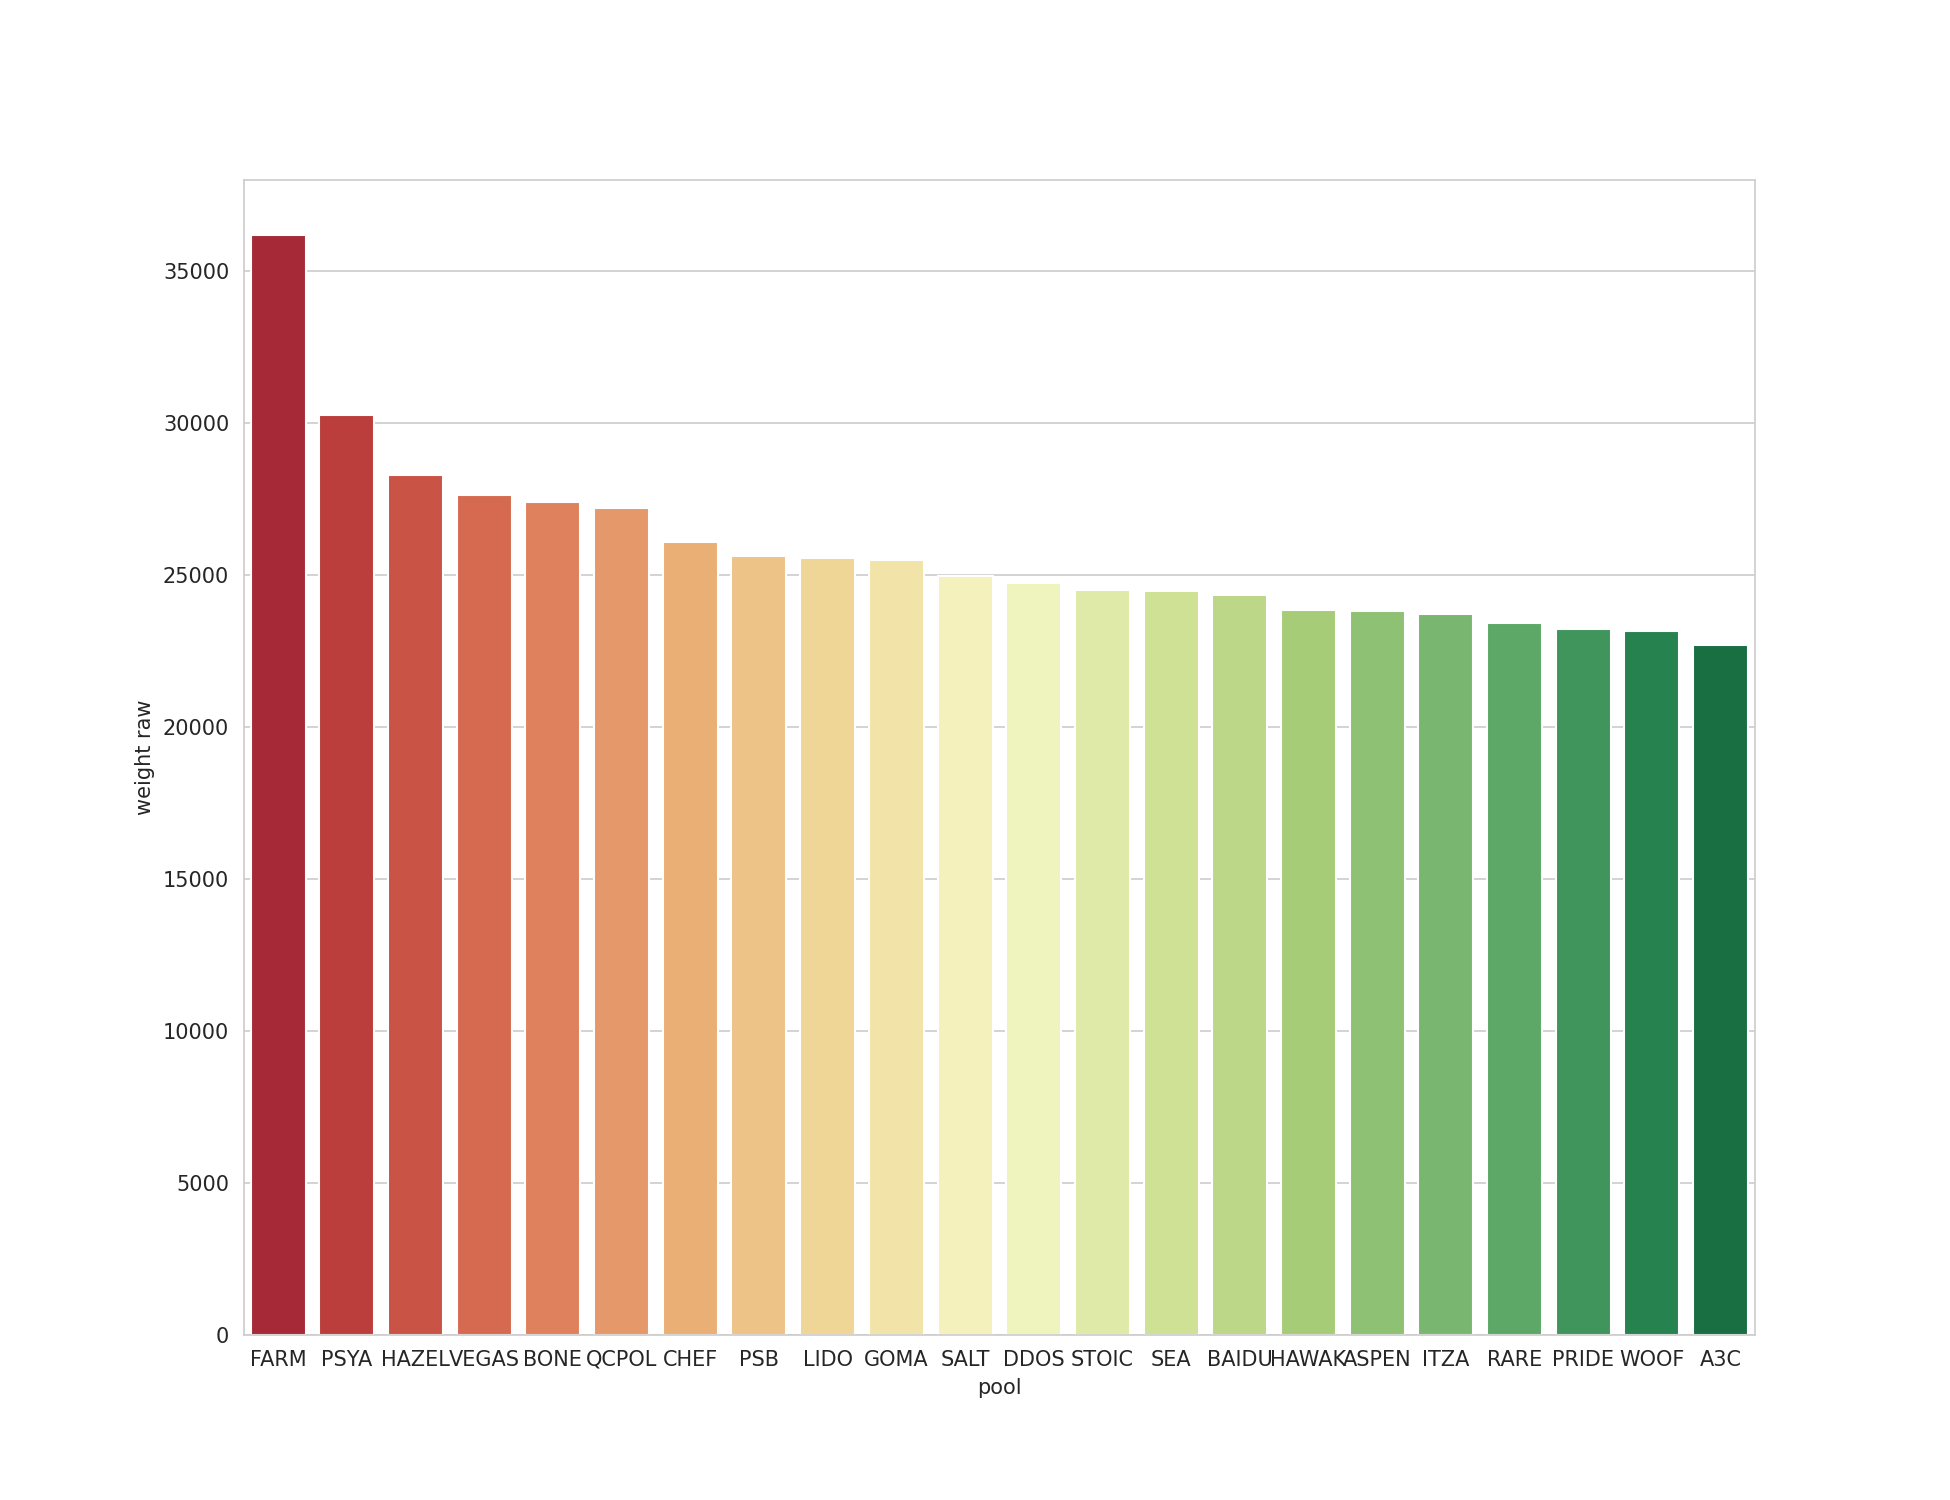 35000
30000
25000
20000
15000
10000
5000
0
weight raw
FARM PSYA HAZEL VEGAS BONE QCPOL CHEF PSB LIDO GOMA SALT DDOS STOIC SEA BAIDU HAWAK ASPEN ITZA RARE PRIDE WOOF A3C
pool